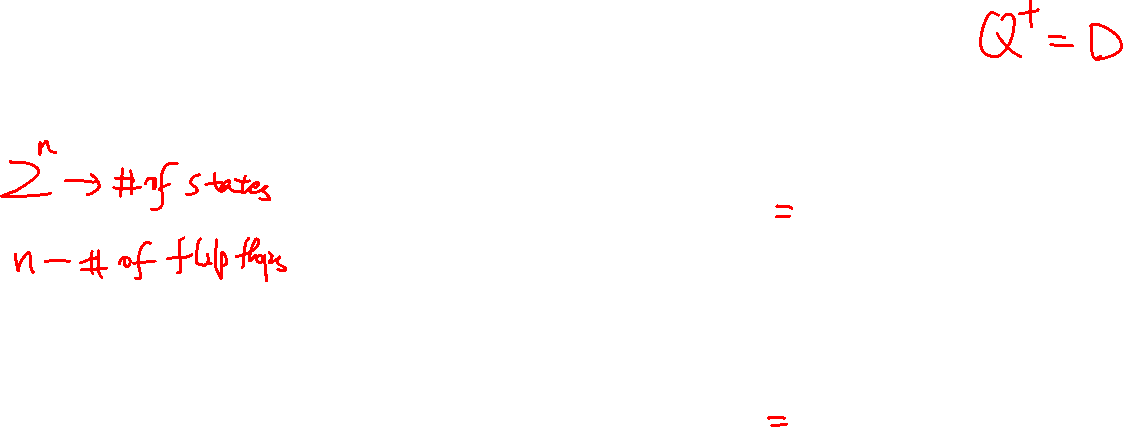 Q⁺ = D
2ⁿ → # of states
=
n – # of flip flops
=